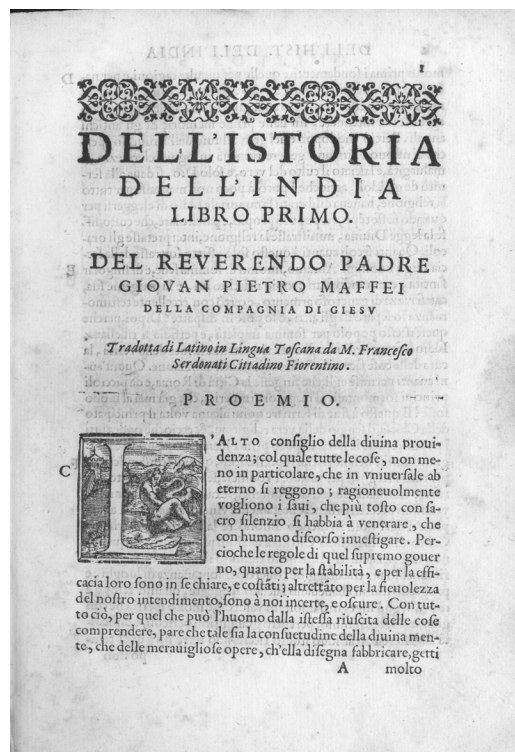 1
DELL'ISTORIA
DELL'INDIA
LIBRO PRIMO.
DEL REVERENDO PADRE
GIOVAN PIETRO MAFFEI
DELLA COMPAGNIA DI GIESV
Tradotta di Latino in Lingua Toſcana da M. Franceſco
Serdonati Cittadino Fiorentino.
PROEMIO.
L'ALTO conſiglio della diuina proui
denza; col quale tutte le coſe, non me-
C
no in particolare, che in vniuerſale ab
eterno ſi reggono; ragioneuolmente
vogliono i ſaui, che più toſto con ſa-
cro ſilenzio ſi habbia à venerare, che
con humano diſcorſo inueſtigare. Per-
cioche le regole di quel ſupremo gouer
no, quanto per la ſtabilità, e per la effi-
cacia loro ſono in ſe chiare, e coſtāti; altrettāto per la fieuolezza
del noſtro intendimento, ſono à noi incerte, e oſcure. Con tut-
to ciò, per quel che può l'huomo dalla iſteſſa riuſcita delle coſe
comprendere, pare che tale ſia la conſuetudine della diuina men-
te, che delle merauiglioſe opere, ch'ella diſegna fabbricare, getti
A molto